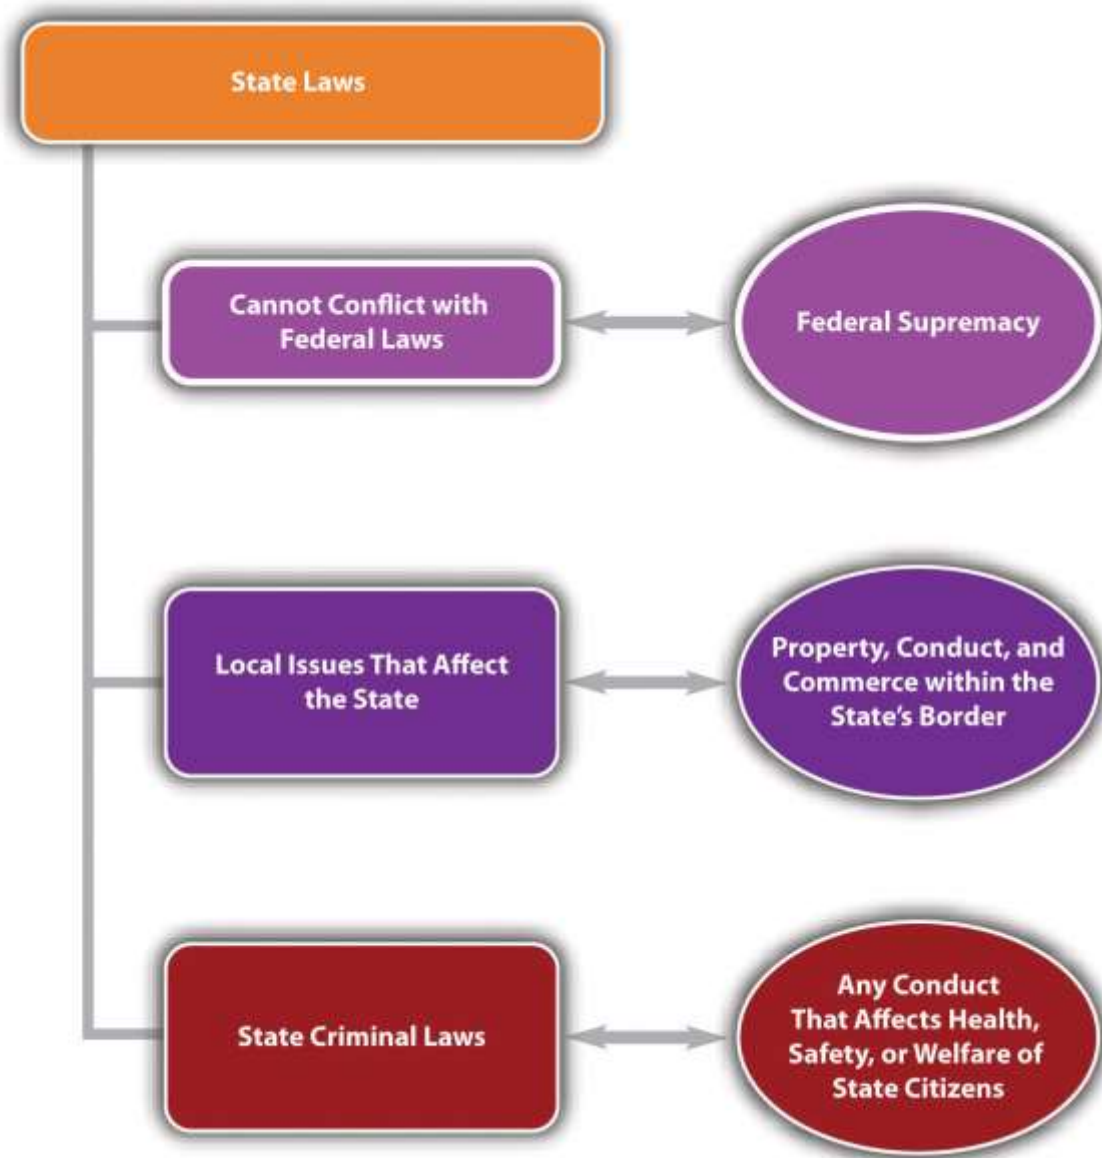 State Laws
Cannot Conflict with
Federal Laws
Federal Supremacy
Local Issues That Affect
the State
Property, Conduct, and
Commerce within the
State's Border
State Criminal Laws
Any Conduct
That Affects Health,
Safety, or Welfare of
State Citizens